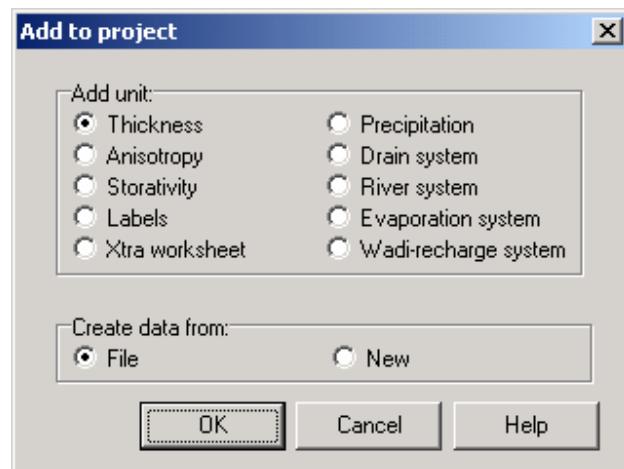 Add to project
Add unit:
Thickness
Precipitation
Anisotropy
Drain system
Storativity
River system
Labels
Evaporation system
Xtra worksheet
Wadi-recharge system
Create data from:
File
New
OK
Cancel
Help